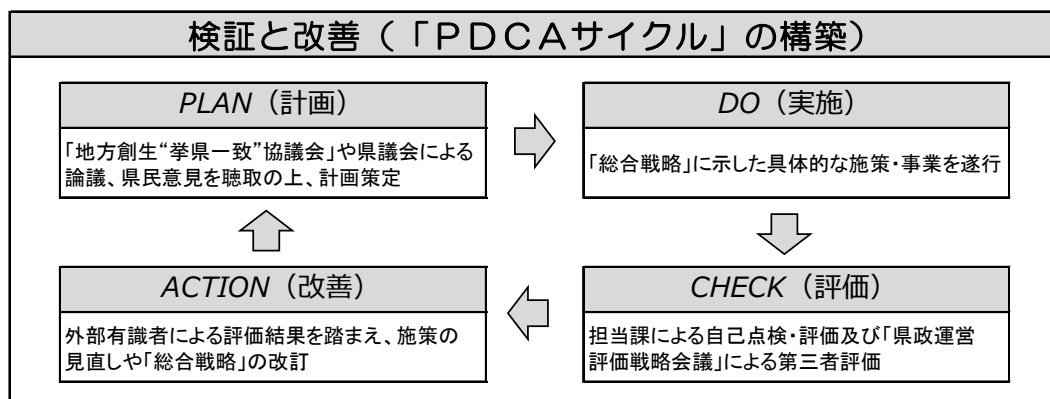 検証と改善（「ＰＤＣＡサイクル」の構築）
PLAN（計画）
「地方創生“挙県一致”協議会」や県議会による
論議、県民意見を聴取の上、計画策定
DO（実施）
「総合戦略」に示した具体的な施策・事業を遂行
ACTION（改善）
外部有識者による評価結果を踏まえ、施策の
見直しや「総合戦略」の改訂
CHECK（評価）
担当課による自己点検・評価及び「県政運営
評価戦略会議」による第三者評価